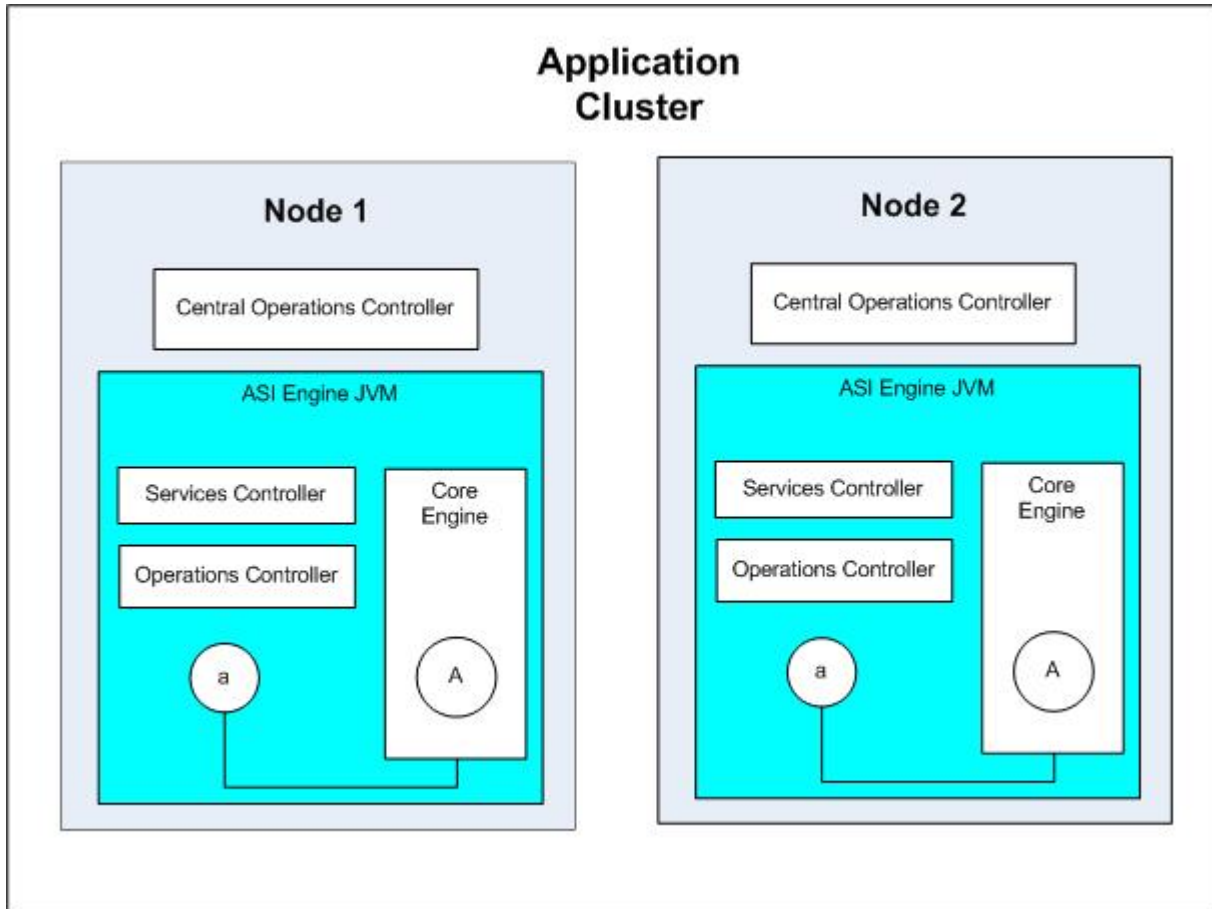 Application
Cluster
Node 1
Central Operations Controller
ASI Engine JVM
Services Controller
Core
Engine
Operations Controller
a
A
Node 2
Central Operations Controller
ASI Engine JVM
Services Controller
Core
Engine
Operations Controller
a
A